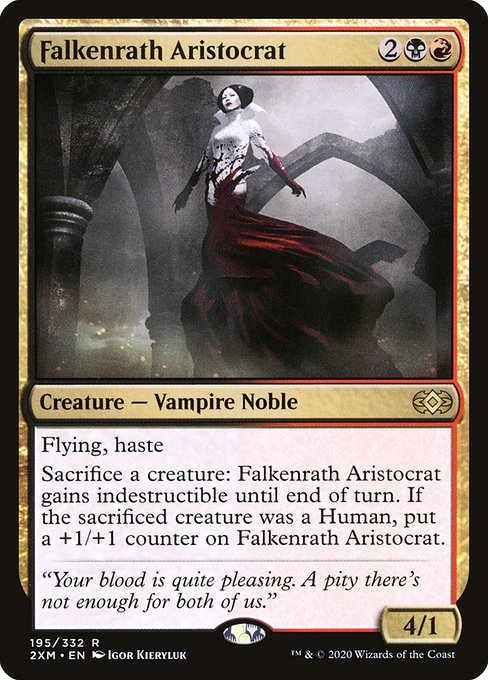 Falkenrath Aristocrat 2
Creature — Vampire Noble
Flying, haste
Sacrifice a creature: Falkenrath Aristocrat
gains indestructible until end of turn. If
the sacrificed creature was a Human, put
a +1/+1 counter on Falkenrath Aristocrat.
“Your blood is quite pleasing. A pity there’s
not enough for both of us.”
4/1
195/332 R
2XM • EN Igor Kieryluk
™ & © 2020 Wizards of the Coast